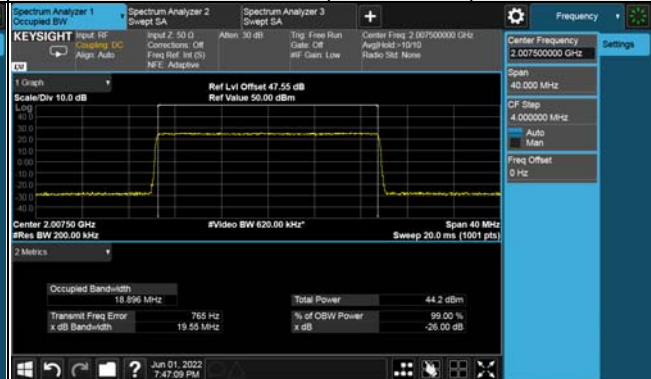 Spectrum Analyzer 1
Occupied BW
Spectrum Analyzer 2
Swept SA
Spectrum Analyzer 3
Swept SA
+
Frequency
KEYSIGHT
Input: RF
Coupling: DC
Align: Auto
Input Z: 50 Ω
Corrections: Off
Freq Ref: Int (S)
NFE: Adaptive
Atten: 30 dB
Trig: Free Run
Gate: Off
#IF Gain: Low
Center Freq: 2.007500000 GHz
Avg|Hold:>10/10
Radio Std: None
LXI
Center Frequency
2.007500000 GHz
Settings
Span
40.000 MHz
CF Step
4.000000 MHz
Auto
Man
Freq Offset
0 Hz
1 Graph
Scale/Div 10.0 dB
Ref Lvl Offset 47.55 dB
Ref Value 50.00 dBm
Log
40.0
30.0
20.0
10.0
0.00
-10.0
-20.0
-30.0
-40.0
Center 2.00750 GHz
#Res BW 200.00 kHz
#Video BW 620.00 kHz*
Span 40 MHz
Sweep 20.0 ms (1001 pts)
2 Metrics
Occupied Bandwidth
18.896 MHz
Total Power
44.2 dBm
Transmit Freq Error
765 Hz
% of OBW Power
99.00 %
x dB Bandwidth
19.55 MHz
x dB
-26.00 dB
?
Jun 01, 2022
7:47:09 PM